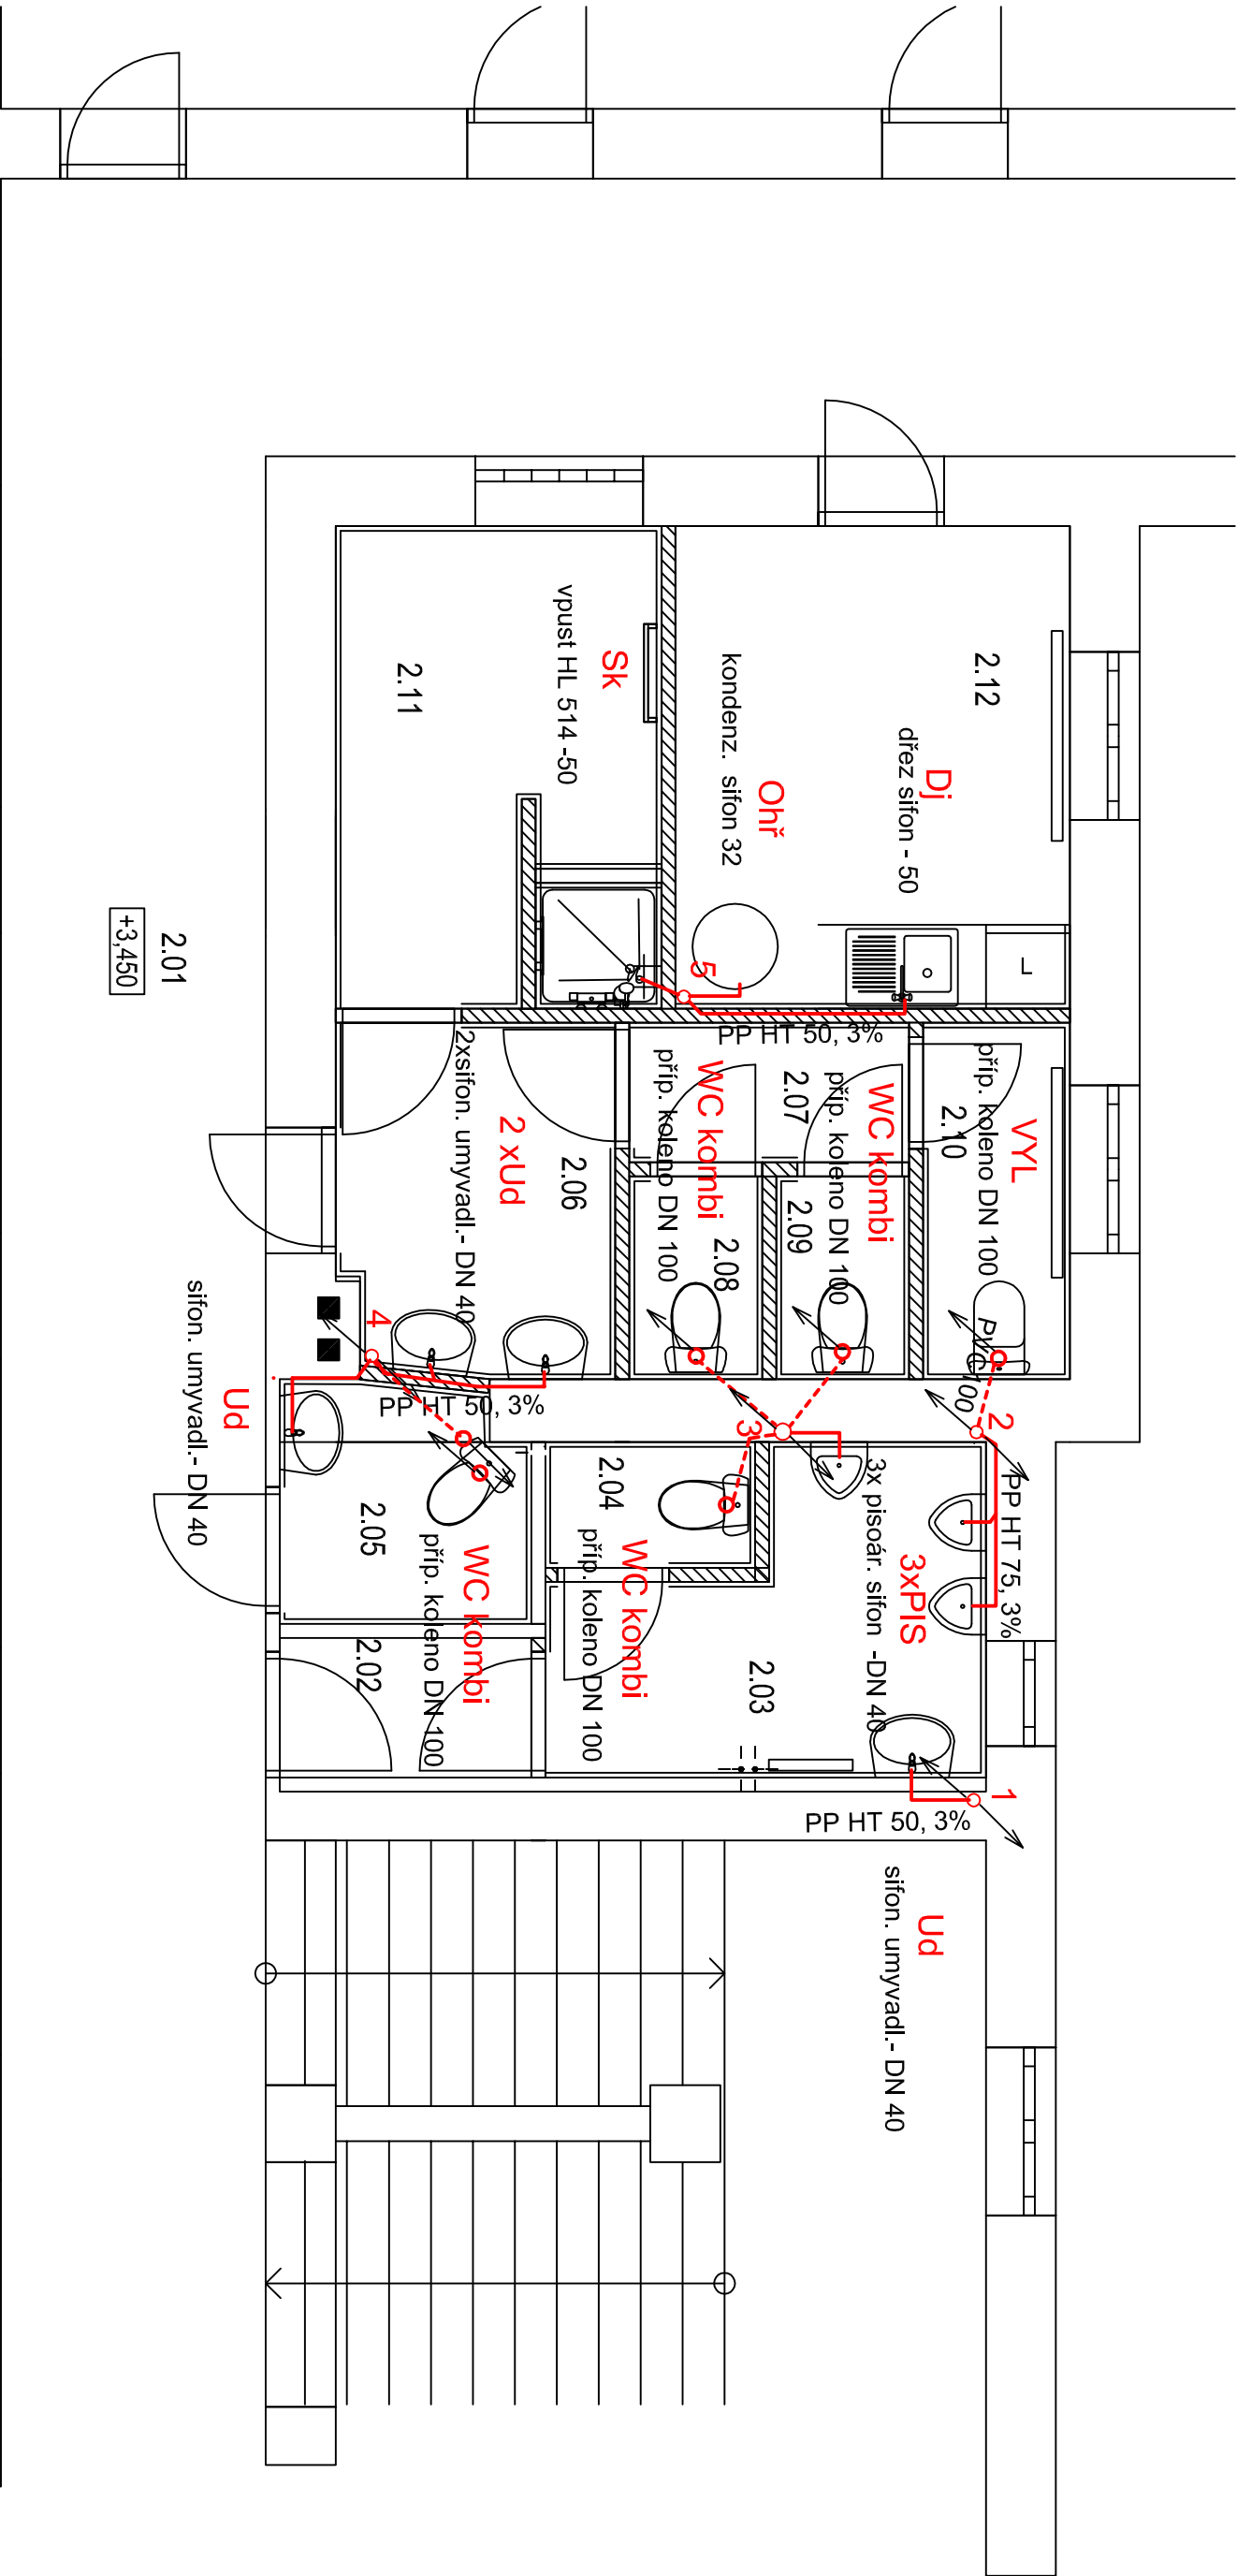 2.12
Dj
dřez sifon - 50
Ohř
kondenz. sifon 32
Sk
vpust HL 514 -50
2.11
5
PP HT 50, 3%
2.01
+3,450
VYL
příp. koleno DN 100
2.10
PVC 100
WC kombi
příp. koleno DN 100
2.07
2.09
WC kombi
příp. koleno DN 100
2.08
2.06
2 xUd
2xsifon. umyvadl.- DN 40
4
PP HT 50, 3%
Ud
sifon. umyvadl.- DN 40
2
PP HT 75, 3%
3
3xPIS
3x pisoár. sifon -DN 40
2.04
WC kombi
příp. koleno DN 100
2.05
WC kombi
příp. koleno DN 100
2.02
2.03
1
PP HT 50, 3%
Ud
sifon. umyvadl.- DN 40